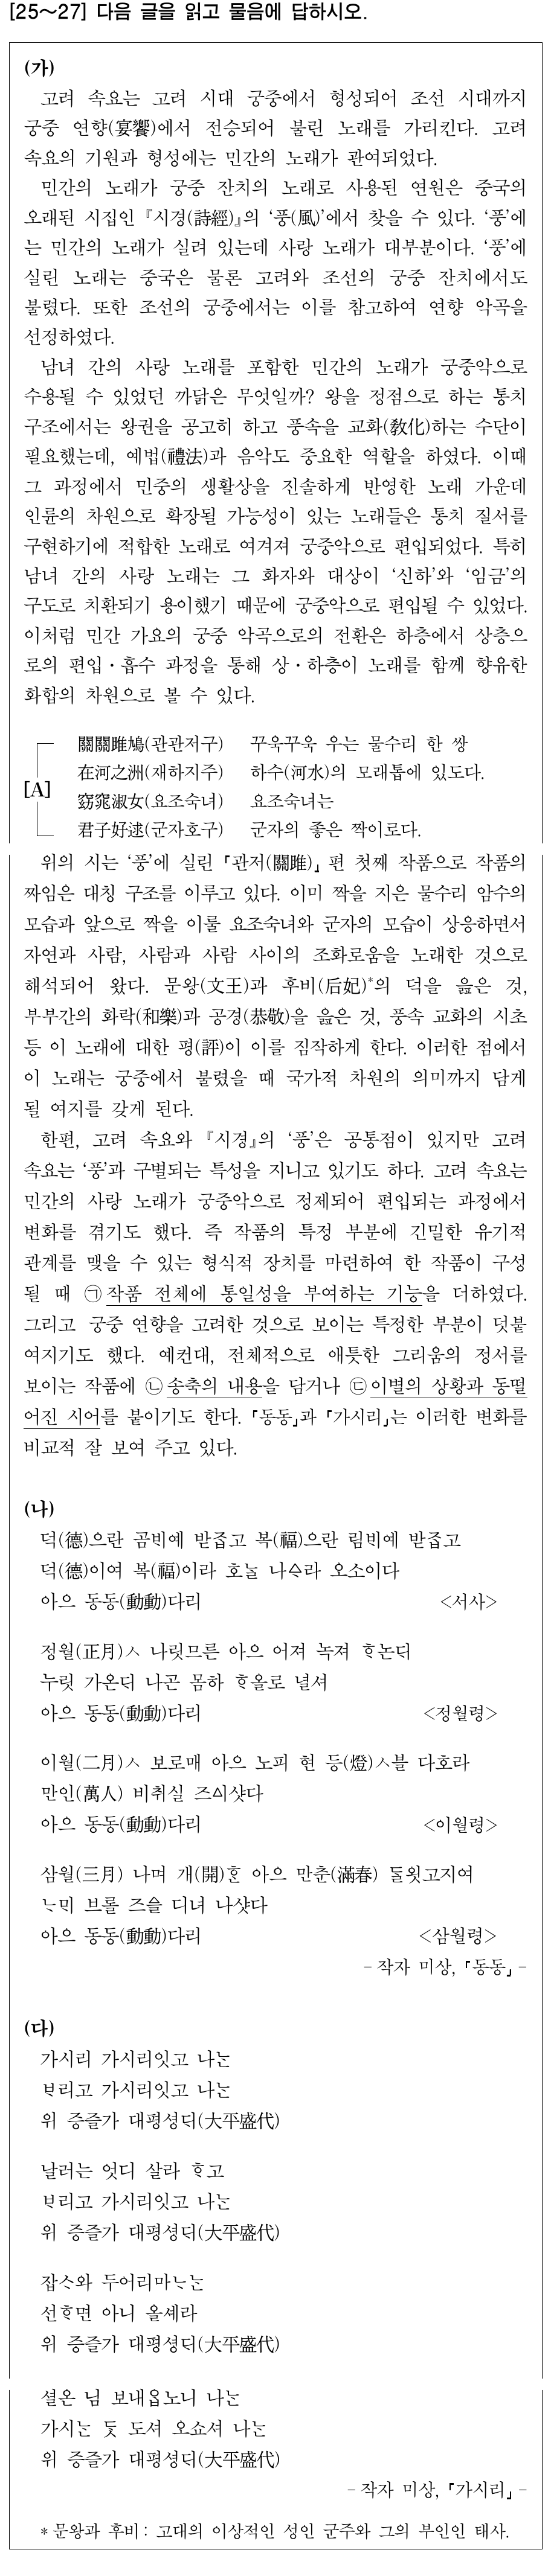 [25~27] 다음 글을 읽고 물음에 답하시오.
(가)
고려 속요는 고려 시대 궁중에서 형성되어 조선 시대까지
궁중 연향(宴饗)에서 전승되어 불린 노래를 가리킨다. 고려
속요의 기원과 형성에는 민간의 노래가 관여되었다.
민간의 노래가 궁중 잔치의 노래로 사용된 연원은 중국의
오래된 시집인 『시경(詩經)』의 ‘풍(風)’에서 찾을 수 있다. ‘풍’에
는 민간의 노래가 실려 있는데 사랑 노래가 대부분이다. ‘풍’에
실린 노래는 중국은 물론 고려와 조선의 궁중 잔치에서도
불렸다. 또한 조선의 궁중에서는 이를 참고하여 연향 악곡을
선정하였다.
남녀 간의 사랑 노래를 포함한 민간의 노래가 궁중악으로
수용될 수 있었던 까닭은 무엇일까? 왕을 정점으로 하는 통치
구조에서는 왕권을 공고히 하고 풍속을 교화(敎化)하는 수단이
필요했는데, 예법(禮法)과 음악도 중요한 역할을 하였다. 이때
그 과정에서 민중의 생활상을 진솔하게 반영한 노래 가운데
인륜의 차원으로 확장될 가능성이 있는 노래들은 통치 질서를
구현하기에 적합한 노래로 여겨져 궁중악으로 편입되었다. 특히
남녀 간의 사랑 노래는 그 화자와 대상이 ‘신하’와 ‘임금’의
구도로 치환되기 용이했기 때문에 궁중악으로 편입될 수 있었다.
이처럼 민간 가요의 궁중 악곡으로의 전환은 하층에서 상층으
로의 편입·흡수 과정을 통해 상·하층이 노래를 함께 향유한
화합의 차원으로 볼 수 있다.
[A]
關關雎鳩(관관저구) 꾸욱꾸욱 우는 물수리 한 쌍
在河之洲(재하지주) 하수(河水)의 모래톱에 있도다.
窈窕淑女(요조숙녀) 요조숙녀는
君子好逑(군자호구) 군자의 좋은 짝이로다.
위의 시는 ‘풍’에 실린 「관저(關雎)」 편 첫째 작품으로 작품의
짜임은 대칭 구조를 이루고 있다. 이미 짝을 지은 물수리 암수의
모습과 앞으로 짝을 이룰 요조숙녀와 군자의 모습이 상응하면서
자연과 사람, 사람과 사람 사이의 조화로움을 노래한 것으로
해석되어 왔다. 문왕(文王)과 후비(后妃)*의 덕을 읊은 것,
부부간의 화락(和樂)과 공경(恭敬)을 읊은 것, 풍속 교화의 시초
등 이 노래에 대한 평(評)이 이를 짐작하게 한다. 이러한 점에서
이 노래는 궁중에서 불렸을 때 국가적 차원의 의미까지 담게
될 여지를 갖게 된다.
한편, 고려 속요와 『시경』의 ‘풍’은 공통점이 있지만 고려
속요는 ‘풍’과 구별되는 특성을 지니고 있기도 하다. 고려 속요는
민간의 사랑 노래가 궁중악으로 정제되어 편입되는 과정에서
변화를 겪기도 했다. 즉 작품의 특정 부분에 긴밀한 유기적
관계를 맺을 수 있는 형식적 장치를 마련하여 한 작품이 구성
될 때 ㉠작품 전체에 통일성을 부여하는 기능을 더하였다.
그리고 궁중 연향을 고려한 것으로 보이는 특정한 부분이 덧붙
여지기도 했다. 예컨대, 전체적으로 애틋한 그리움의 정서를
보이는 작품에 ㉡송축의 내용을 담거나 ㉢이별의 상황과 동떨
어진 시어를 붙이기도 한다. 「동동」과 「가시리」는 이러한 변화를
비교적 잘 보여 주고 있다.
(나)
덕(德)으란 곰ᄇᆡ예 받ᄌᆞᆸ고 복(福)으란 림ᄇᆡ예 받ᄌᆞᆸ고
덕(德)이여 복(福)이라 호ᄂᆞᆯ 나ᅀᆞ라 오소이다
아으 동동(動動)다리 <서사>
정월(正月)ㅅ 나릿므른 아으 어져 녹져 ᄒᆞ논ᄃᆡ
누릿 가온ᄃᆡ 나곤 몸하 ᄒᆞ올로 녈셔
아으 동동(動動)다리 <정월령>
이월(二月)ㅅ 보로매 아으 노피 현 등(燈)ㅅ블 다호라
만인(萬人) 비취실 즈ᅀᅵ샷다
아으 동동(動動)다리 <이월령>
삼월(三月) 나며 개(開)ᄒᆞᆫ 아으 만춘(滿春) ᄃᆞᆯ욋고지여
ᄂᆞᄆᆡ 브롤 즈ᅀᅳᆯ 디녀 나샷다
아으 동동(動動)다리 <삼월령>
- 작자 미상, 「동동」 -
(다)
가시리 가시리잇고 나ᄂᆞᆫ
ᄇᆞ리고 가시리잇고 나ᄂᆞᆫ
위 증즐가 대평셩ᄃᆡ(大平盛代)
날러는 엇디 살라 ᄒᆞ고
ᄇᆞ리고 가시리잇고 나ᄂᆞᆫ
위 증즐가 대평셩ᄃᆡ(大平盛代)
잡ᄉᆞ와 두어리마ᄂᆞᄂᆞᆫ
선ᄒᆞ면 아니 올셰라
위 증즐가 대평셩ᄃᆡ(大平盛代)
셜온 님 보내ᅀᆞᆸ노니 나ᄂᆞᆫ
가시ᄂᆞᆫ ᄃᆞᆺ 도셔 오쇼셔 나ᄂᆞᆫ
위 증즐가 대평셩ᄃᆡ(大平盛代)
- 작자 미상, 「가시리」 -
* 문왕과 후비 : 고대의 이상적인 성인 군주와 그의 부인인 태사.